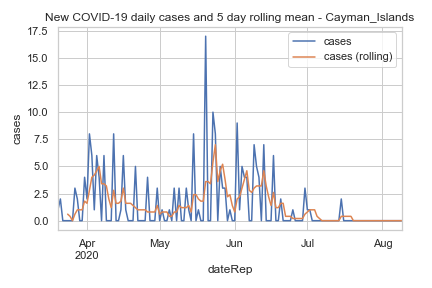 New COVID-19 daily cases and 5 day rolling mean - Cayman_Islands
17.5
15.0
12.5
10.0
7.5
5.0
2.5
0.0
cases
cases
cases (rolling)
Apr
2020
May
Jun
Jul
Aug
dateRep